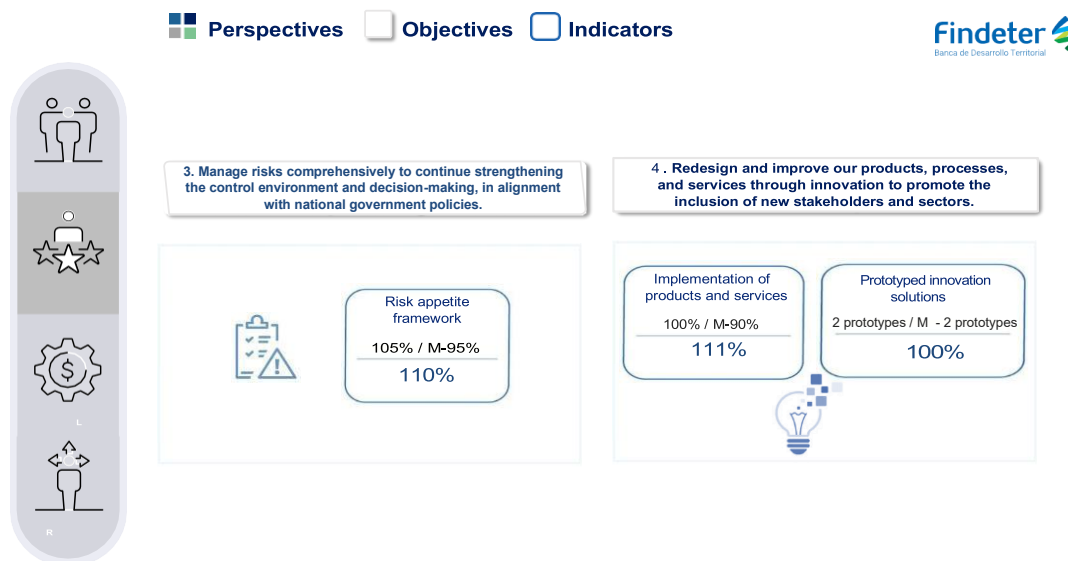 Perspectives
Objectives
Indicators
Findeter
Banca de Desarrollo Territorial
3. Manage risks comprehensively to continue strengthening
the control environment and decision-making, in alignment
with national government policies.
4 . Redesign and improve our products, processes,
and services through innovation to promote the
inclusion of new stakeholders and sectors.
Risk appetite
framework
105% / M-95%
110%
Implementation of
products and services
100% / M-90%
111%
Prototyped innovation
solutions
2 prototypes / M - 2 prototypes
100%
L
R